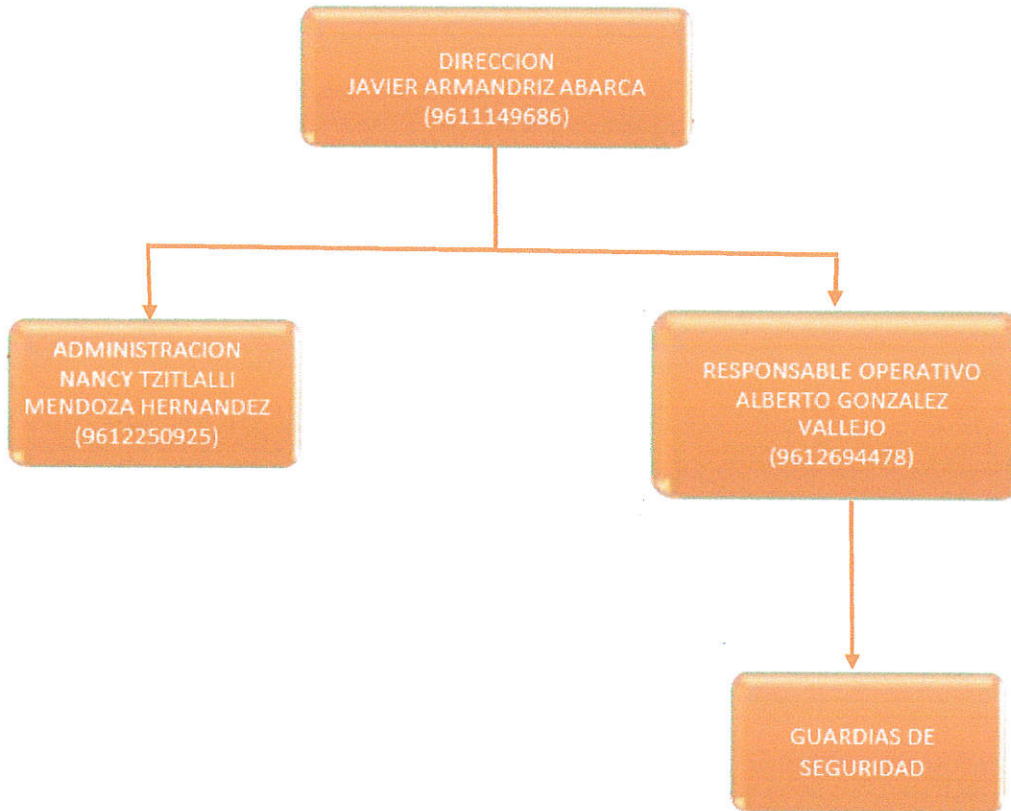 DIRECCION
JAVIER ARMANDRIZ ABARCA
(9611149686)
ADMINISTRACION
NANCY TZITLALLI
MENDOZA HERNANDEZ
(9612250925)
RESPONSABLE OPERATIVO
ALBERTO GONZALEZ
VALLEJO
(9612694478)
GUARDIAS DE
SEGURIDAD